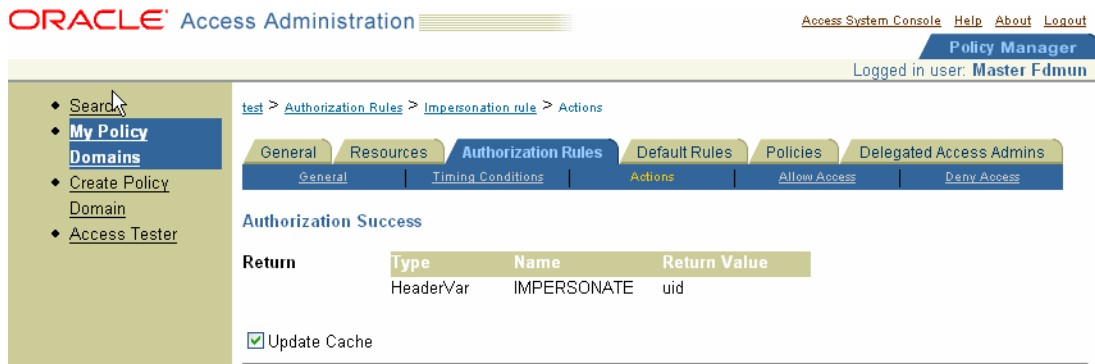 ORACLE Access Administration
Access System Console Help About Logout
Policy Manager
Logged in user: Master Fdmun
Search
My Policy Domains
Create Policy Domain
Access Tester
test > Authorization Rules > Impersonation rule > Actions
General Resources Authorization Rules Default Rules Policies Delegated Access Admins
General Timing Conditions Actions Allow Access Deny Access
Authorization Success
Return Type Name Return Value
HeaderVar IMPERSONATE uid
Update Cache